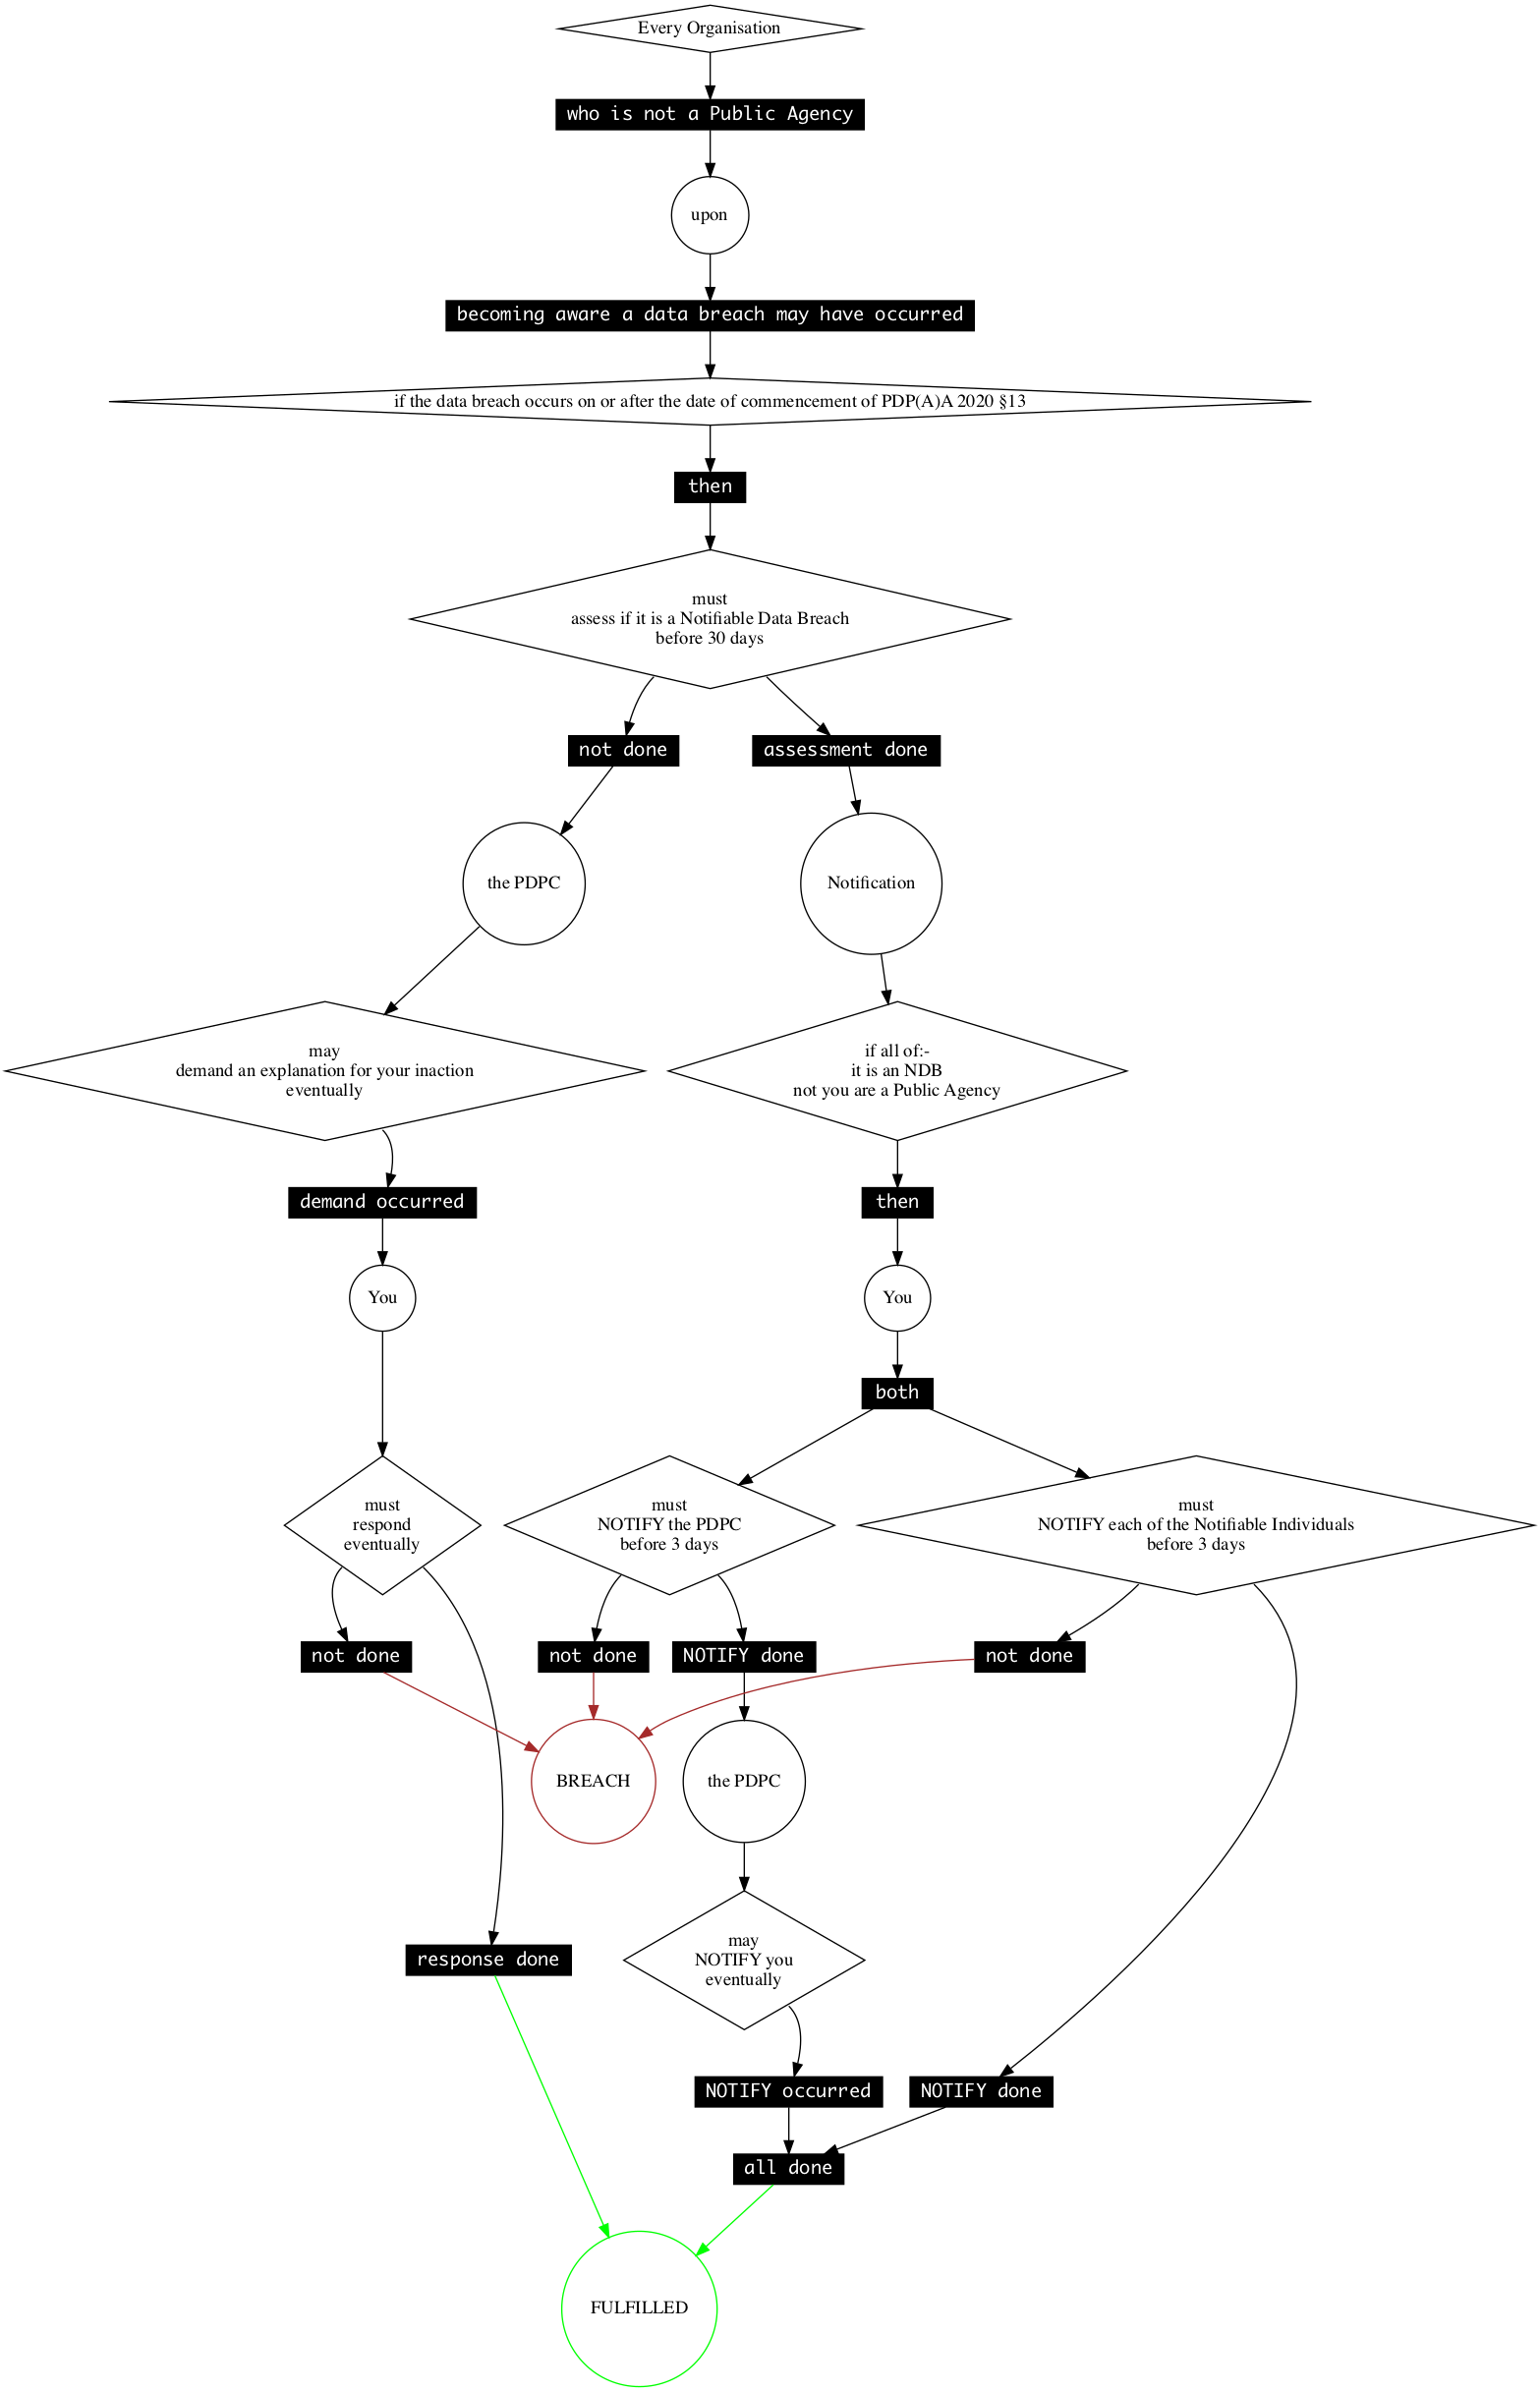 Every Organisation
who is not a Public Agency
upon
becoming aware a data breach may have occurred
if the data breach occurs on or after the date of commencement of PDP(A)A 2020 §13
then
must
assess if it is a Notifiable Data Breach
before 30 days
not done
assessment done
the PDPC
Notification
may
demand an explanation for your inaction
eventually
if all of:-
it is an NDB
not you are a Public Agency
demand occurred
then
You
You
both
must
respond
eventually
must
NOTIFY the PDPC
before 3 days
must
NOTIFY each of the Notifiable Individuals
before 3 days
not done
not done
NOTIFY done
not done
BREACH
the PDPC
response done
may
NOTIFY you
eventually
NOTIFY occurred
NOTIFY done
all done
FULFILLED